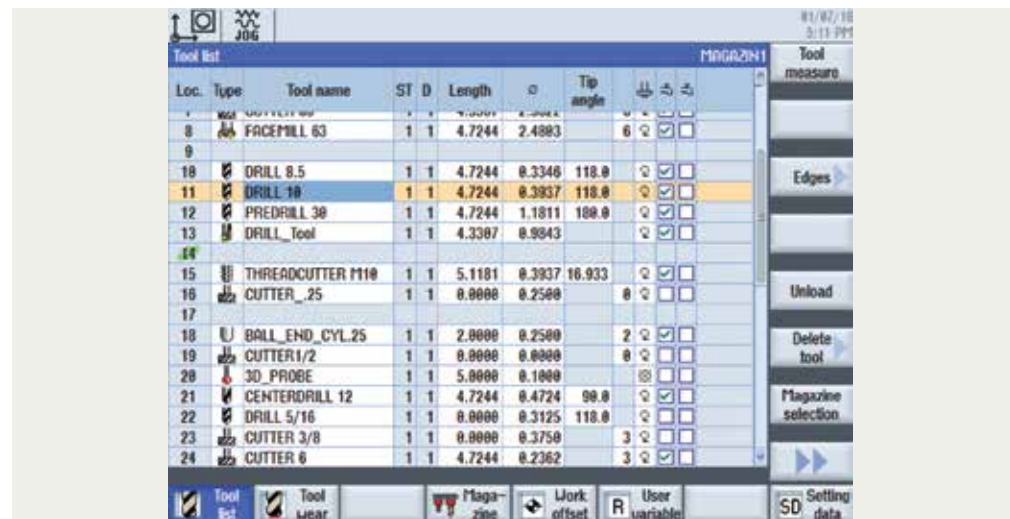 01/07/10
3:11 PM
JOG
Tool list MAGAZIN1
Tool measure
Loc. Type Tool name ST D Length ø Tip angle
8 FACEMILL 63 1 1 4.7244 2.4803 6
9
10 DRILL 8.5 1 1 4.7244 0.3346 118.0
11 DRILL 10 1 1 4.7244 0.3937 118.0
12 PREDRILL 30 1 1 4.7244 1.1811 180.0
13 DRILL_Tool 1 1 4.3307 0.9843
14
15 THREADCUTTER M10 1 1 5.1181 0.3937 16.933
16 CUTTER_.25 1 1 0.0000 0.2500 0
17
18 BALL_END_CYL.25 1 1 2.0000 0.2500 2
19 CUTTER1/2 1 1 0.0000 0.0000 0
20 3D_PROBE 1 1 5.0000 0.1000
21 CENTERDRILL 12 1 1 4.7244 0.4724 90.0
22 DRILL 5/16 1 1 0.0000 0.3125 118.0
23 CUTTER 3/8 1 1 0.0000 0.3750 3
24 CUTTER 6 1 1 4.7244 0.2362 3
Edges
Unload
Delete tool
Magazine selection
Tool list
Tool wear
Maga-
zine
Work offset
R User variable
SD Setting data